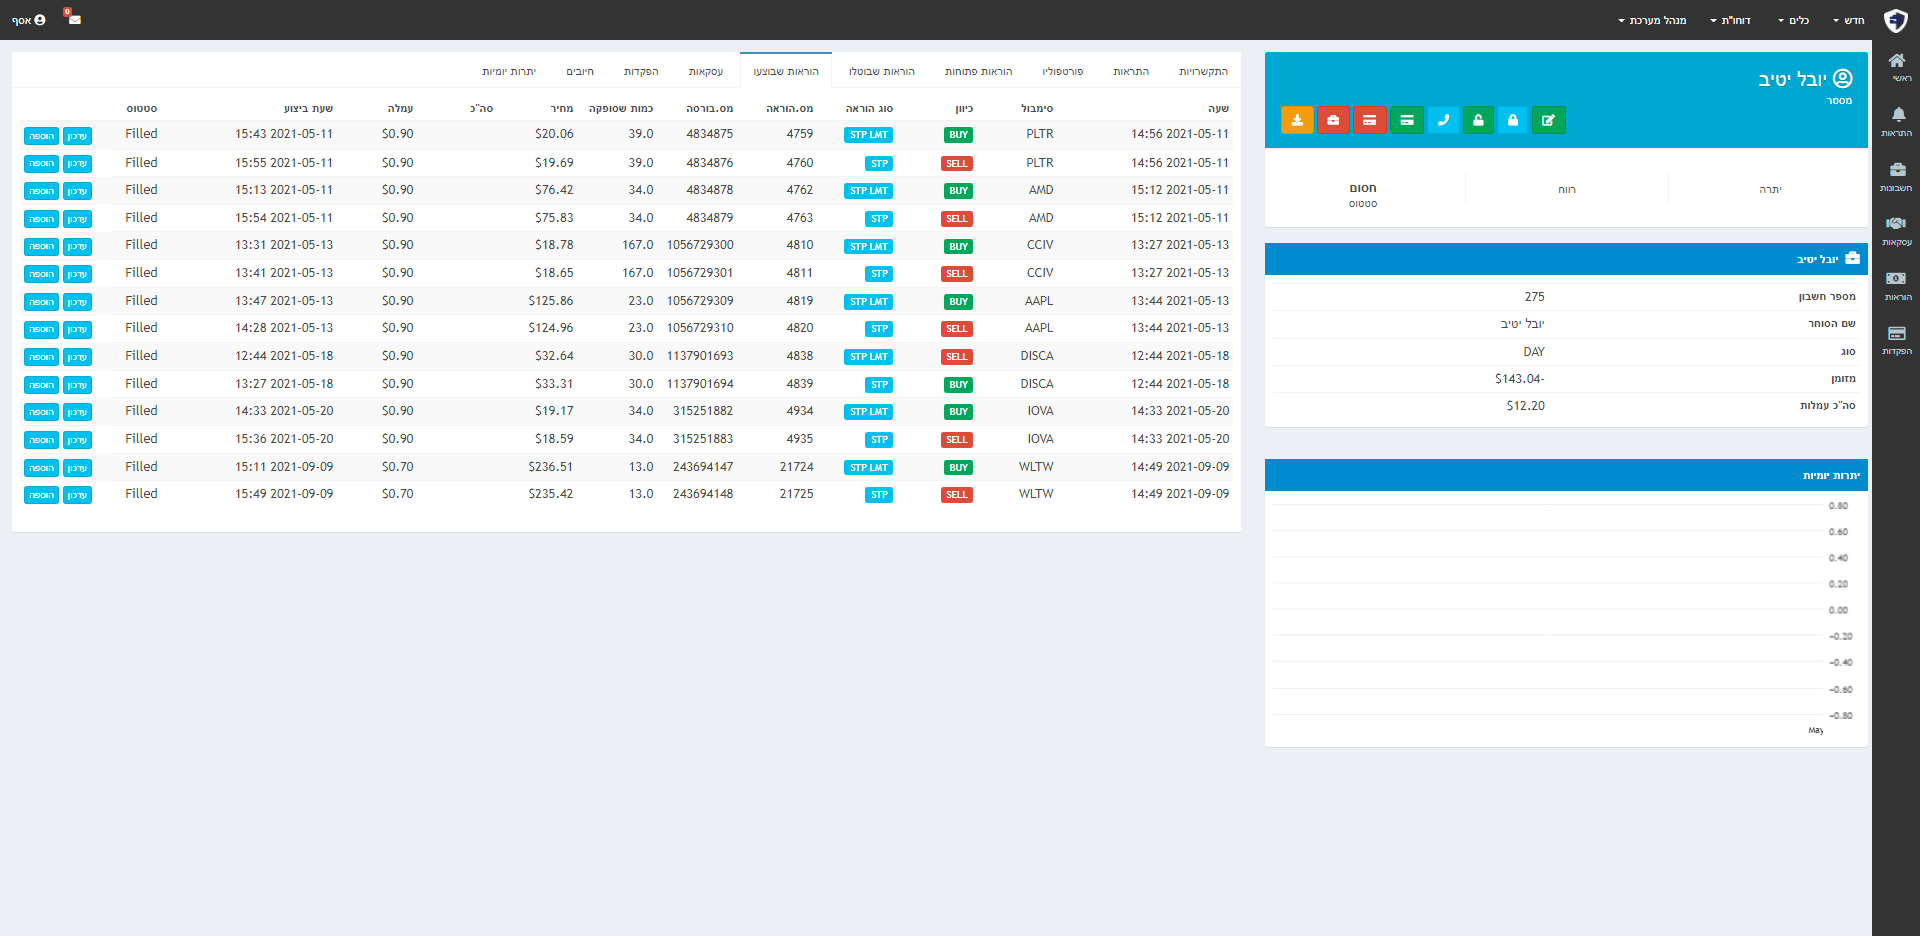 חדש
כלים
דוחו"ת
מנהל מערכת
0
אסף
ראשי
התראות
חשבונות
עסקאות
הוראות
הפקדות
יובל יטיב
מסטר
יתרה
רווח
חסום
סטטוס
יובל יטיב
מספר חשבון 275
שם הסוחר יובל יטיב
סוג DAY
מזומן $143.04-
סה"כ עמלות $12.20
יתרות יומיות
0.80
0.60
0.40
0.20
0.00
-0.20
-0.40
-0.60
-0.80
May
התקשרויות התראות פורטפוליו הוראות פתוחות הוראות שבוטלו הוראות שבוצעו עסקאות הפקדות חיובים יתרות יומיות
שעה סימבול כיוון סוג הוראה מס.הוראה מס.בורסה כמות שסופקה מחיר סה"כ עמלה שעת ביצוע סטטוס
14:56 2021-05-11 PLTR BUY STP LMT 4759 4834875 39.0 $20.06 $0.90 15:43 2021-05-11 Filled עדכון הוספה
14:56 2021-05-11 PLTR SELL STP 4760 4834876 39.0 $19.69 $0.90 15:55 2021-05-11 Filled עדכון הוספה
15:12 2021-05-11 AMD BUY STP LMT 4762 4834878 34.0 $76.42 $0.90 15:13 2021-05-11 Filled עדכון הוספה
15:12 2021-05-11 AMD SELL STP 4763 4834879 34.0 $75.83 $0.90 15:54 2021-05-11 Filled עדכון הוספה
13:27 2021-05-13 CCIV BUY STP LMT 4810 1056729300 167.0 $18.78 $0.90 13:31 2021-05-13 Filled עדכון הוספה
13:27 2021-05-13 CCIV SELL STP 4811 1056729301 167.0 $18.65 $0.90 13:41 2021-05-13 Filled עדכון הוספה
13:44 2021-05-13 AAPL BUY STP LMT 4819 1056729309 23.0 $125.86 $0.90 13:47 2021-05-13 Filled עדכון הוספה
13:44 2021-05-13 AAPL SELL STP 4820 1056729310 23.0 $124.96 $0.90 14:28 2021-05-13 Filled עדכון הוספה
12:44 2021-05-18 DISCA SELL STP LMT 4838 1137901693 30.0 $32.64 $0.90 12:44 2021-05-18 Filled עדכון הוספה
12:44 2021-05-18 DISCA BUY STP 4839 1137901694 30.0 $33.31 $0.90 13:27 2021-05-18 Filled עדכון הוספה
14:33 2021-05-20 IOVA BUY STP LMT 4934 315251882 34.0 $19.17 $0.90 14:33 2021-05-20 Filled עדכון הוספה
14:33 2021-05-20 IOVA SELL STP 4935 315251883 34.0 $18.59 $0.90 15:36 2021-05-20 Filled עדכון הוספה
14:49 2021-09-09 WLTW BUY STP LMT 21724 243694147 13.0 $236.51 $0.70 15:11 2021-09-09 Filled עדכון הוספה
14:49 2021-09-09 WLTW SELL STP 21725 243694148 13.0 $235.42 $0.70 15:49 2021-09-09 Filled עדכון הוספה